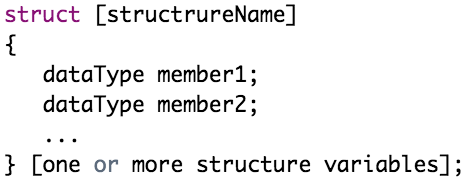 struct [structrureName]
{
dataType member1;
dataType member2;
...
} [one or more structure variables];